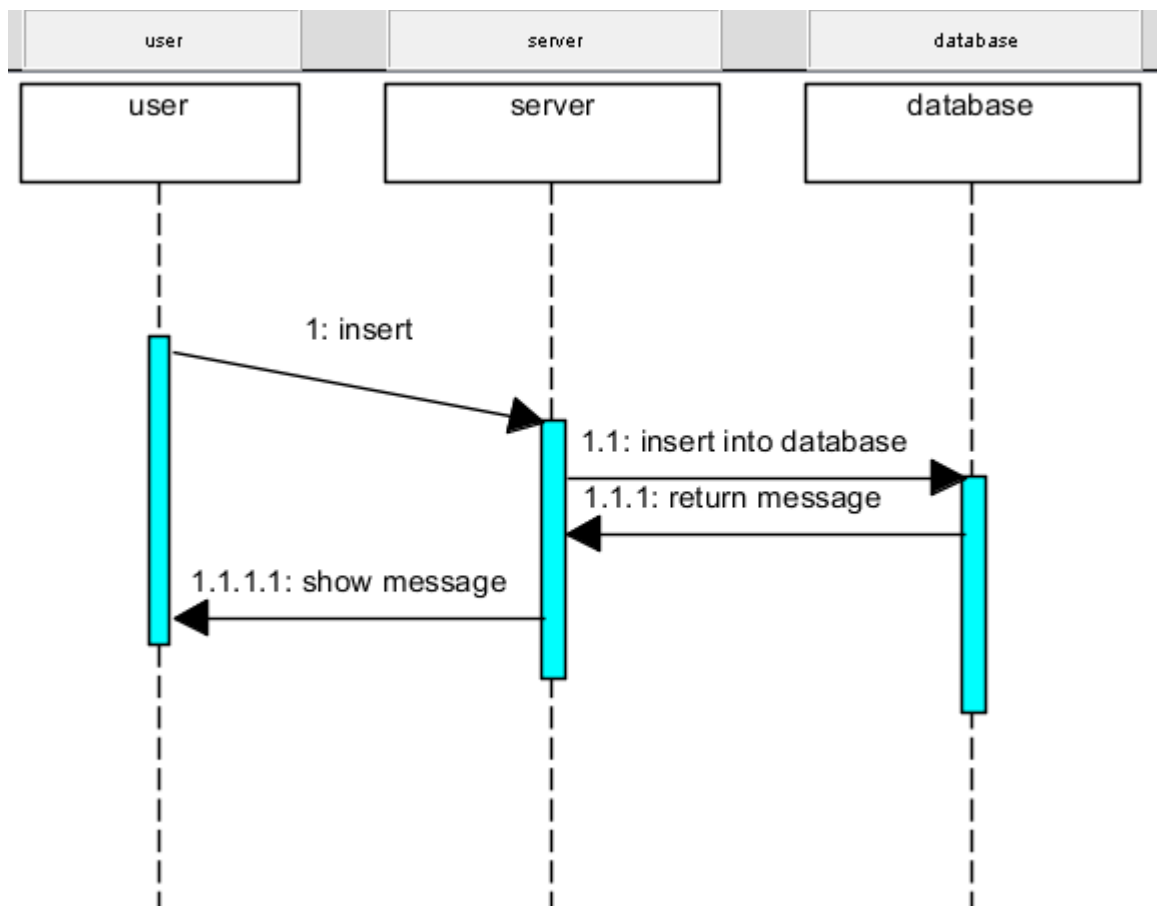 user server database
user server database
1: insert
1.1: insert into database
1.1.1: return message
1.1.1.1: show message